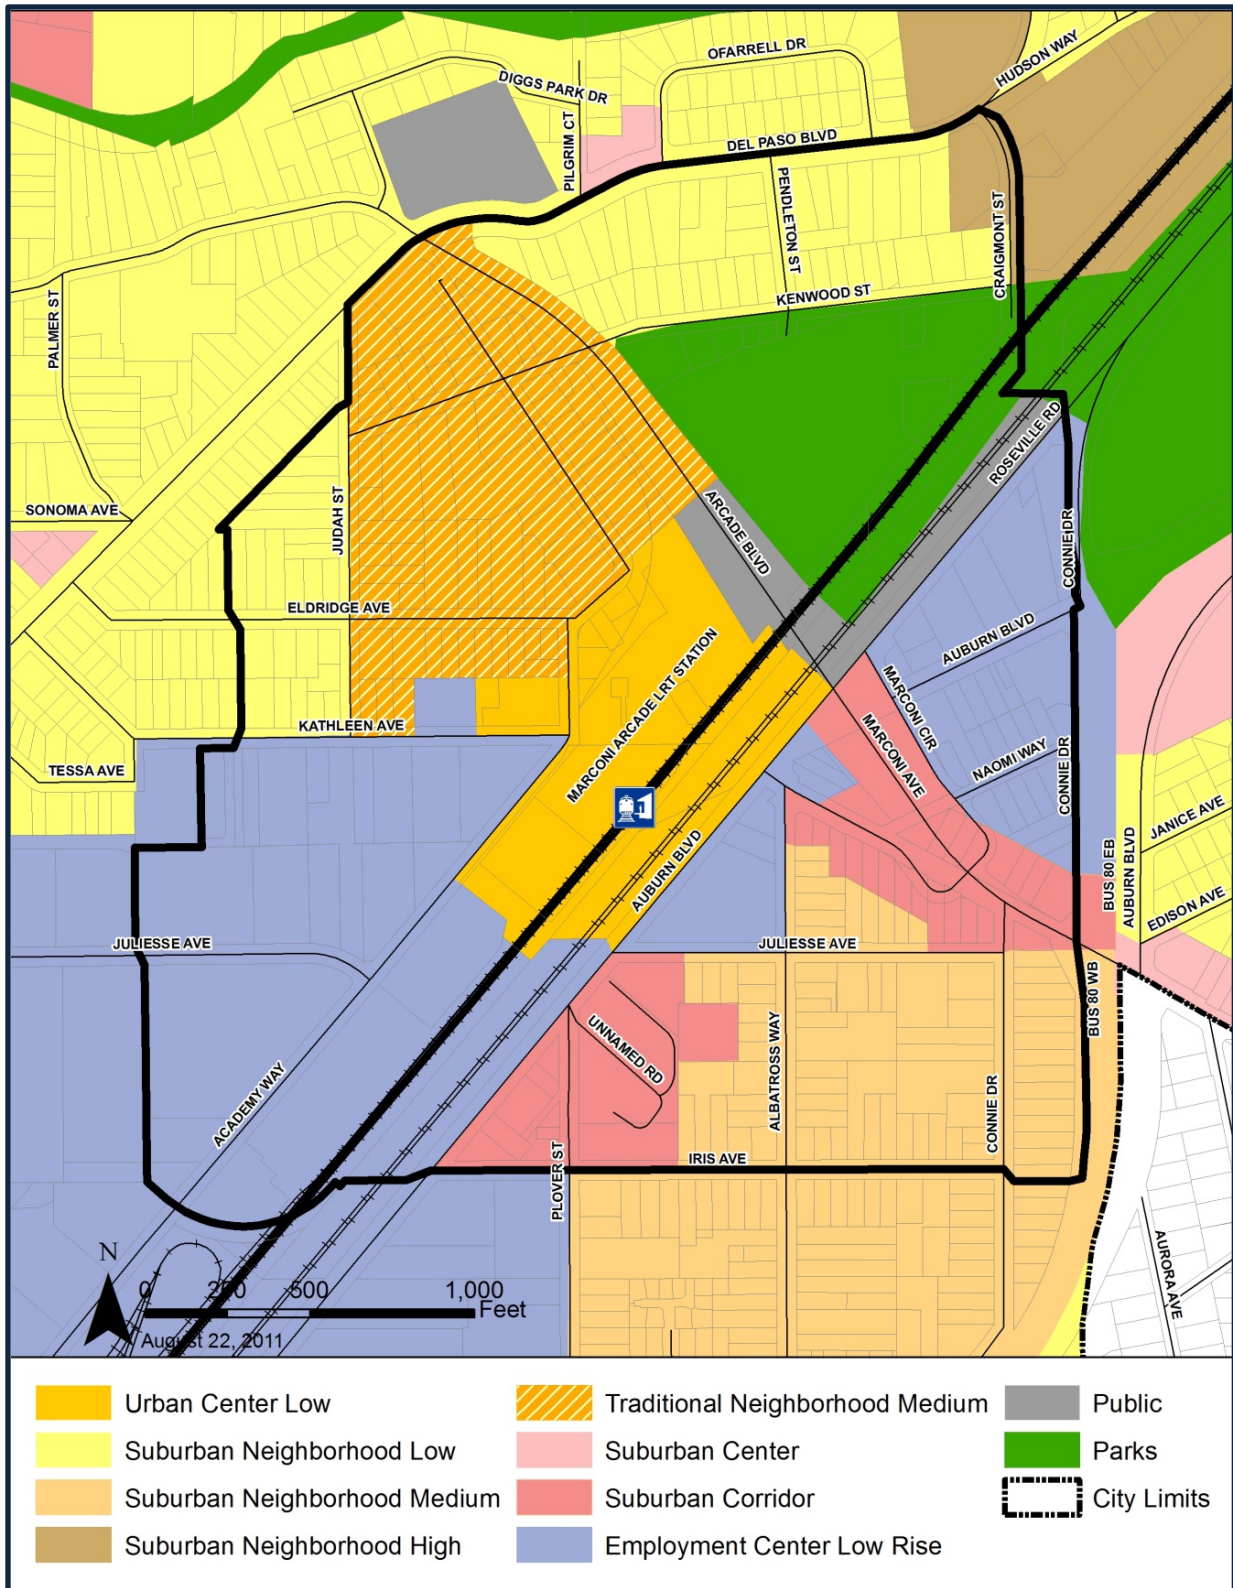 OFARRELL DR
HUDSON WAY
DIGGS PARK DR
PILGRIM CT
DEL PASO BLVD
PENDLETON ST
CRAIGMONT ST
KENWOOD ST
PALMER ST
ROSEVILLE RD
SONOMA AVE
JUDAH ST
ARCADE BLVD
CONNIE DR
ELDRIDGE AVE
AUBURN BLVD
MARCONI ARCADE LRT STATION
MARCONI CIR
KATHLEEN AVE
MARCONI AVE
NAOMI WAY
CONNIE DR
TESSA AVE
JANICE AVE
AUBURN BLVD
BUS 80 EB
AUBURN BLVD
EDISON AVE
JULIESSE AVE
JULIESSE AVE
BUS 80 WB
UNNAMED RD
ALBATROSS WAY
ACADEMY WAY
CONNIE DR
IRIS AVE
PLOVER ST
AURORA AVE
N
0 250 500 1,000
Feet
August 22, 2011
Urban Center Low
Suburban Neighborhood Low
Suburban Neighborhood Medium
Suburban Neighborhood High
Traditional Neighborhood Medium
Suburban Center
Suburban Corridor
Employment Center Low Rise
Public
Parks
City Limits